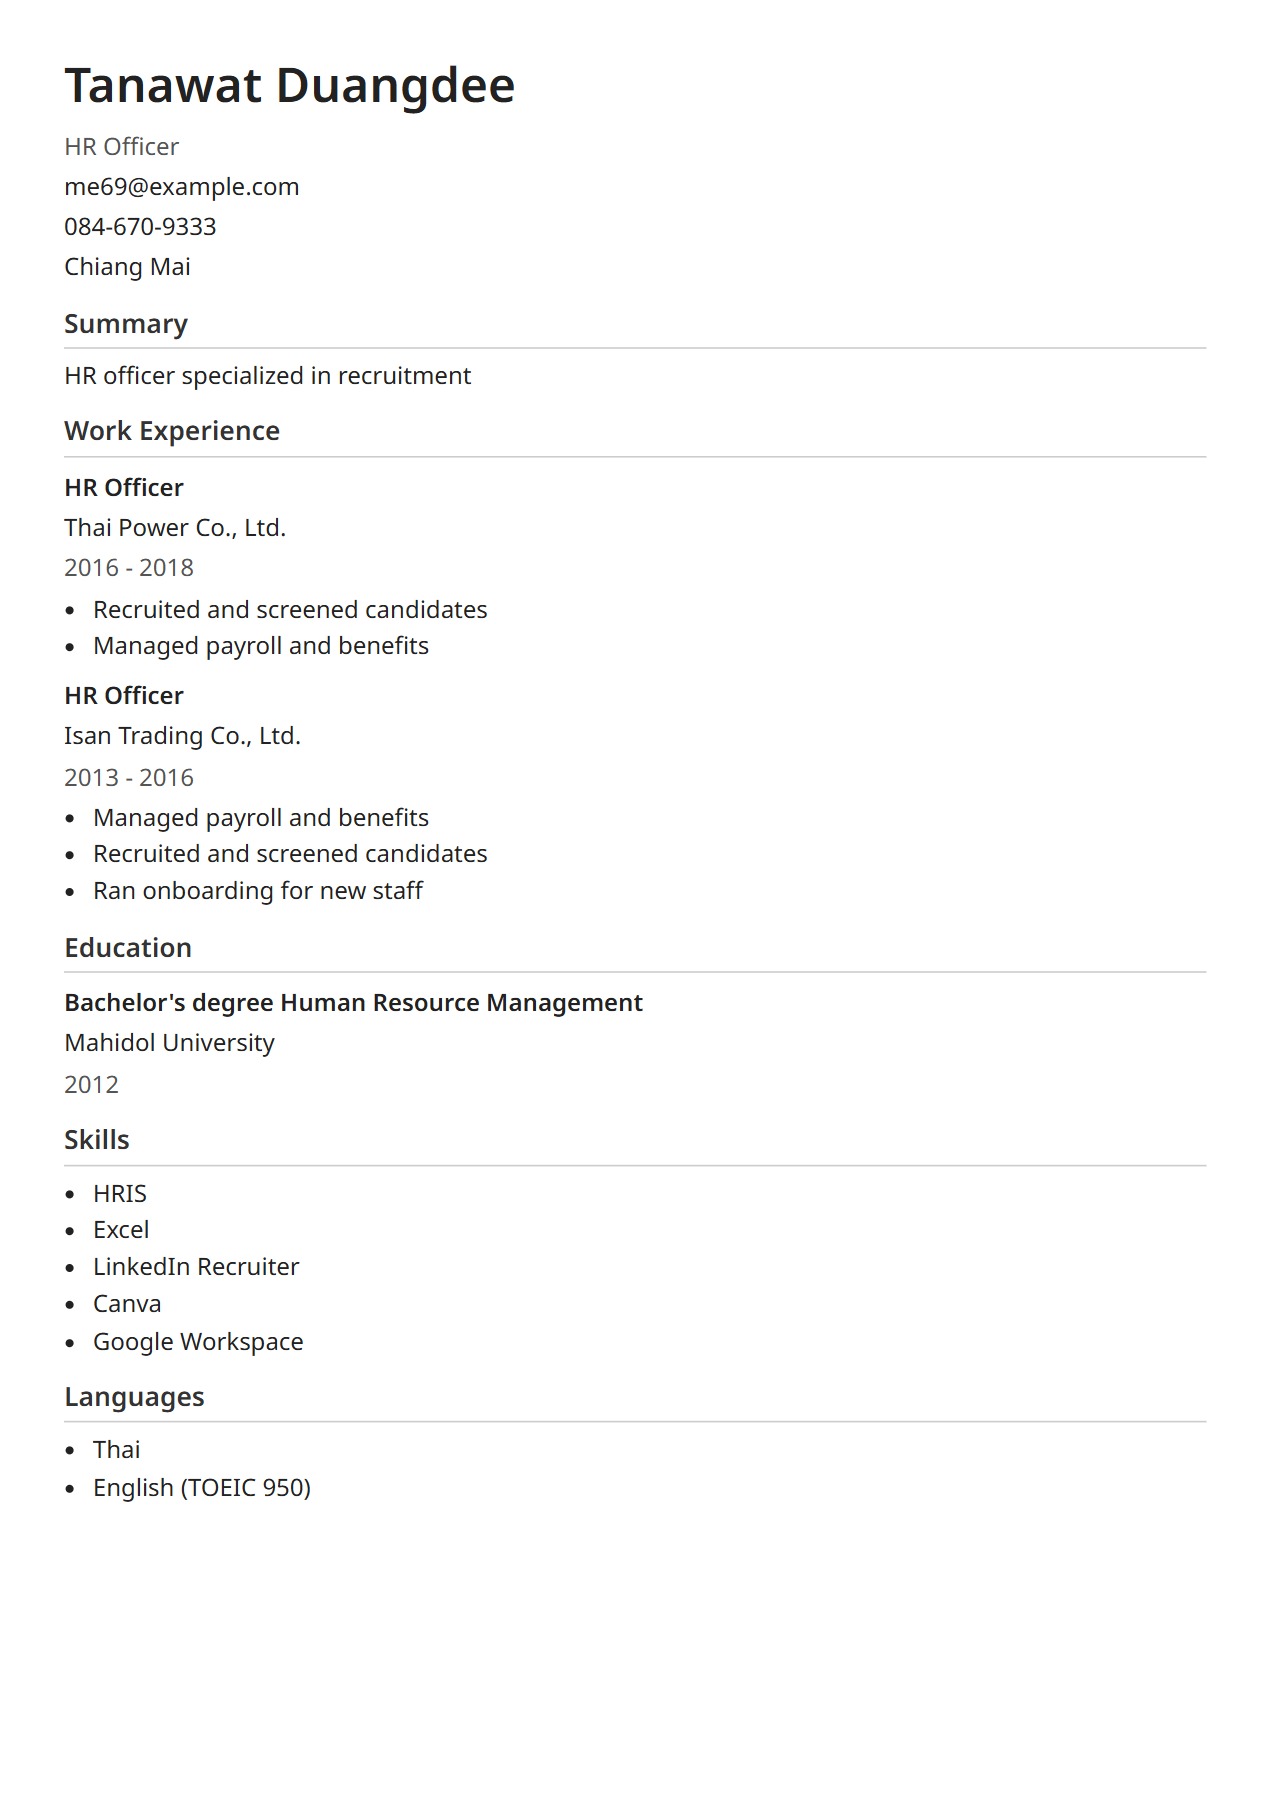 Tanawat Duangdee
HR Officer
me69@example.com
084-670-9333
Chiang Mai
Summary
HR officer specialized in recruitment
Work Experience
HR Officer
Thai Power Co., Ltd.
2016 - 2018
• Recruited and screened candidates
• Managed payroll and benefits
HR Officer
Isan Trading Co., Ltd.
2013 - 2016
• Managed payroll and benefits
• Recruited and screened candidates
• Ran onboarding for new staff
Education
Bachelor's degree Human Resource Management
Mahidol University
2012
Skills
• HRIS
• Excel
• LinkedIn Recruiter
• Canva
• Google Workspace
Languages
• Thai
• English (TOEIC 950)